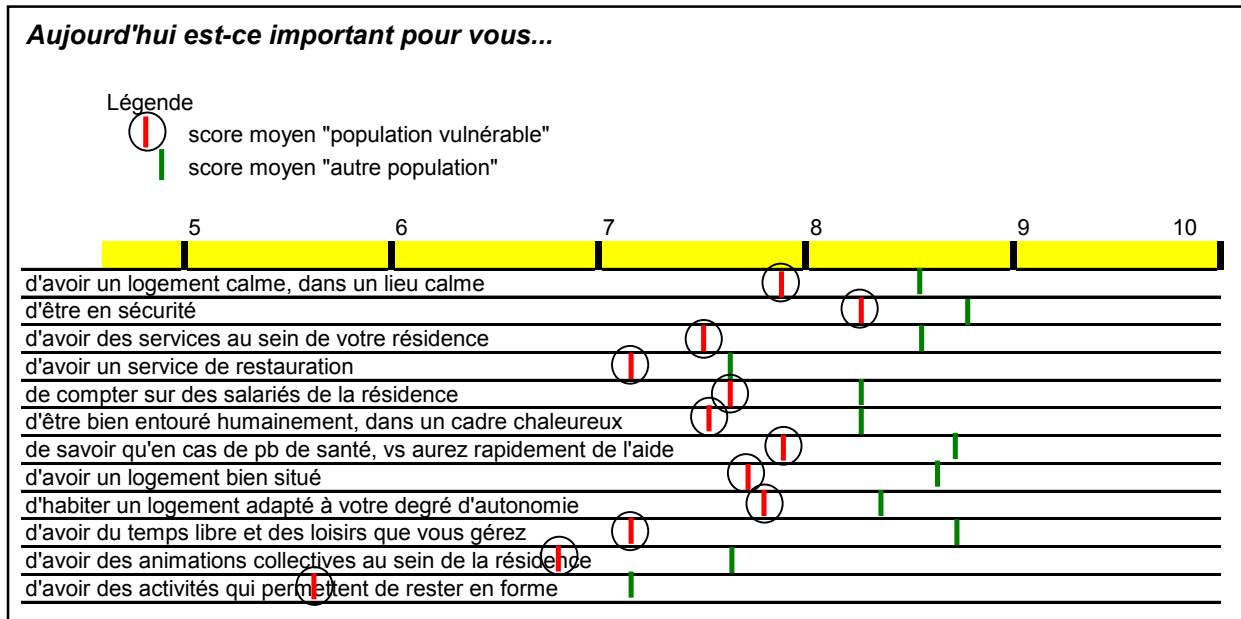 Aujourd'hui est-ce important pour vous...
Légende
score moyen "population vulnérable"
score moyen "autre population"
5 6 7 8 9 10
d'avoir un logement calme, dans un lieu calme
d'être en sécurité
d'avoir des services au sein de votre résidence
d'avoir un service de restauration
de compter sur des salariés de la résidence
d'être bien entouré humainement, dans un cadre chaleureux
de savoir qu'en cas de pb de santé, vs aurez rapidement de l'aide
d'avoir un logement bien situé
d'habiter un logement adapté à votre degré d'autonomie
d'avoir du temps libre et des loisirs que vous gérez
d'avoir des animations collectives au sein de la résidence
d'avoir des activités qui permettent de rester en forme